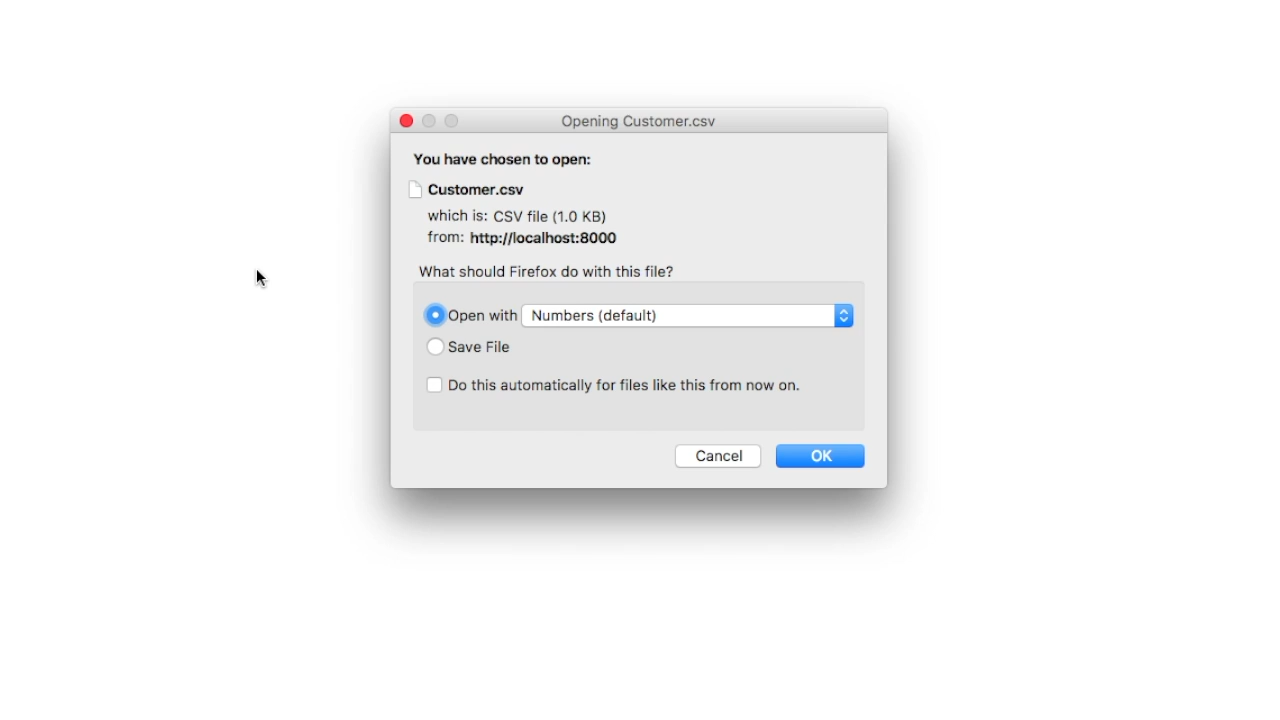 Opening Customer.csv
You have chosen to open:
Customer.csv
which is: CSV file (1.0 KB)
from: http://localhost:8000
What should Firefox do with this file?
Open with Numbers (default)
Save File
Do this automatically for files like this from now on.
Cancel OK